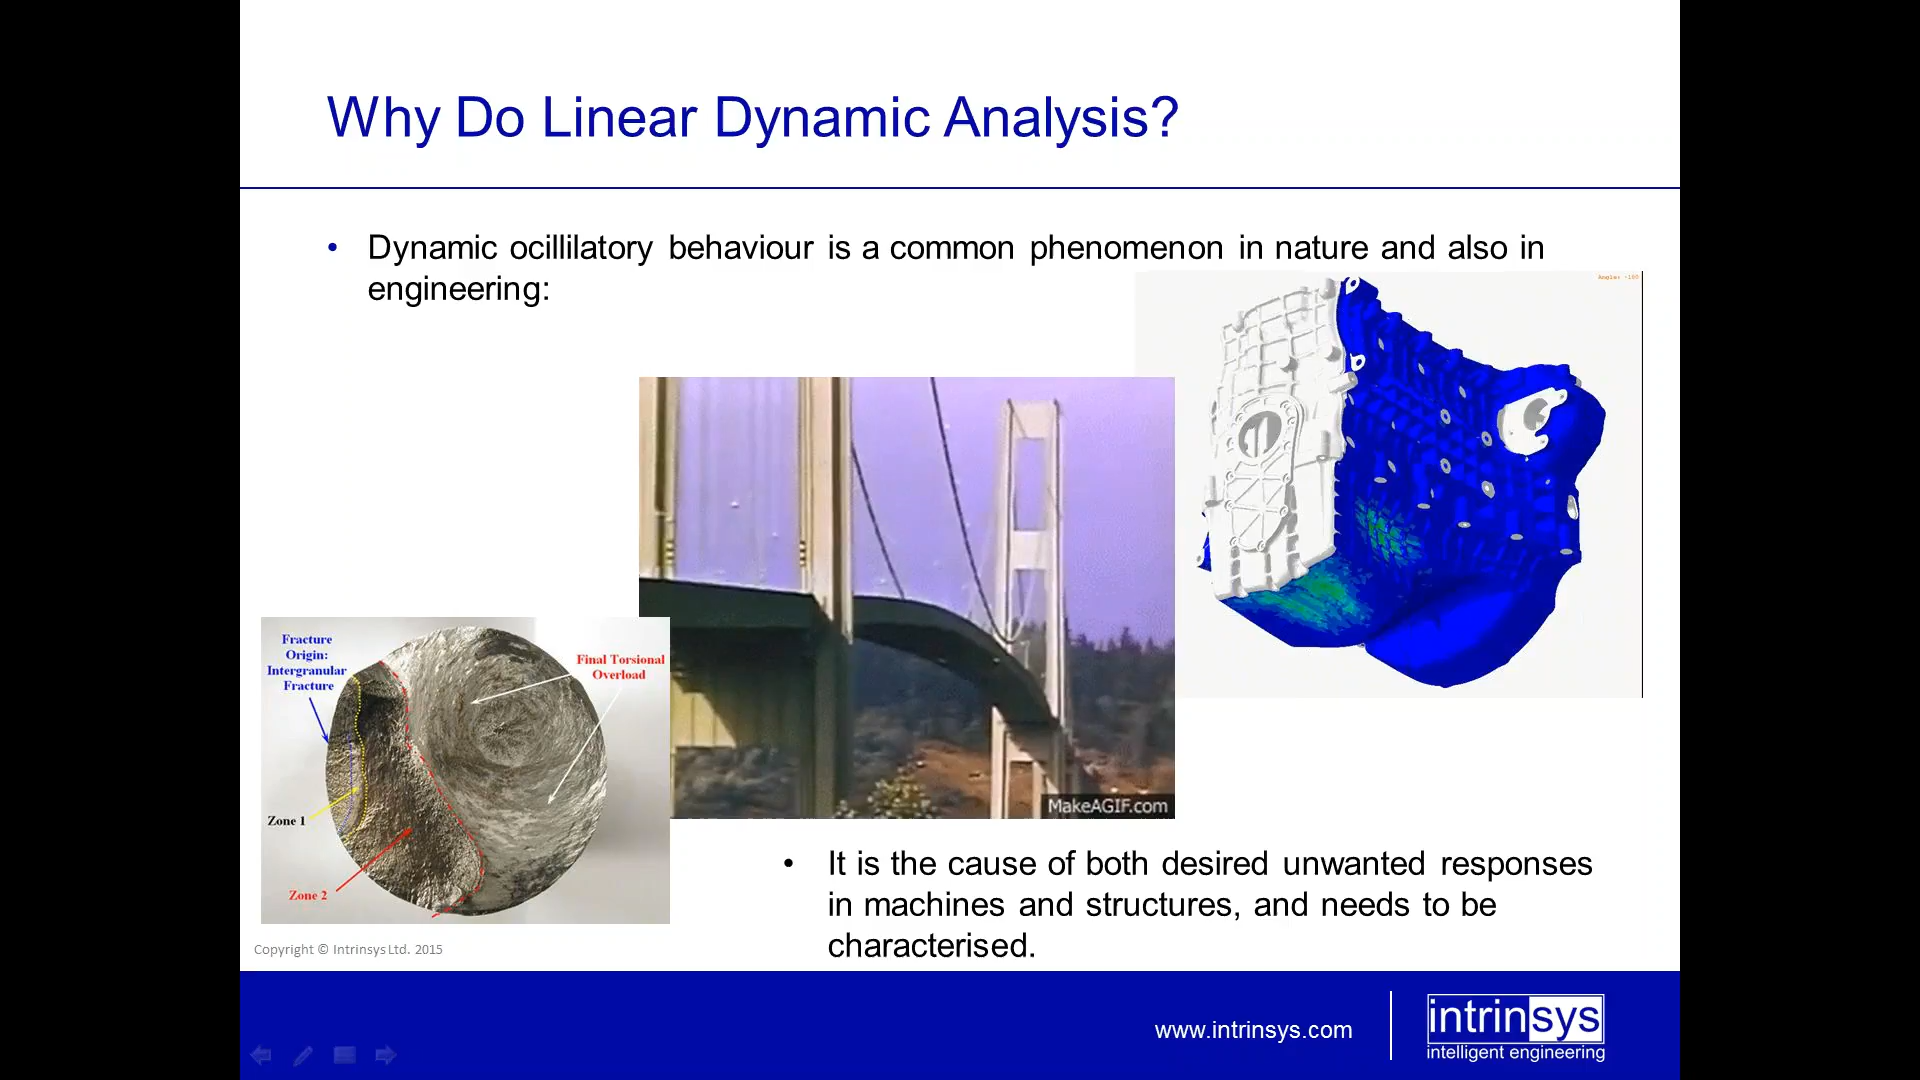 Why Do Linear Dynamic Analysis?
• Dynamic ocillilatory behaviour is a common phenomenon in nature and also in
engineering:
Angle: -180
Fracture
Origin:
Intergranular
Fracture
Final Torsional
Overload
Zone 1
Zone 2
MakeAGIF.com
• It is the cause of both desired unwanted responses
in machines and structures, and needs to be
characterised.
Copyright © Intrinsys Ltd. 2015
www.intrinsys.com
intrinsys
intelligent engineering